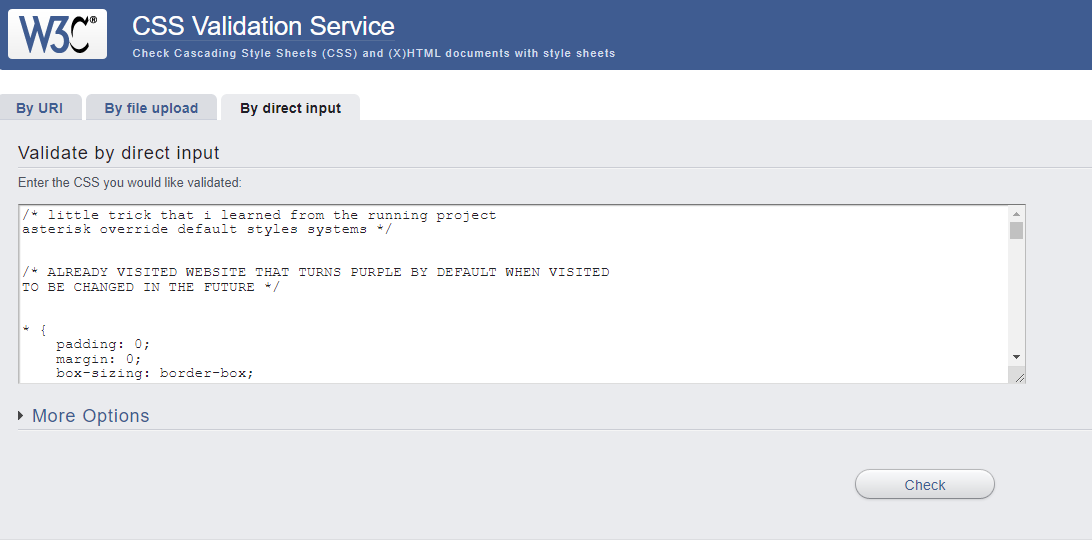 W3C®
CSS Validation Service
Check Cascading Style Sheets (CSS) and (X)HTML documents with style sheets
By URI
By file upload
By direct input
Validate by direct input
Enter the CSS you would like validated:
/* little trick that i learned from the running project
asterisk override default styles systems */
/* ALREADY VISITED WEBSITE THAT TURNS PURPLE BY DEFAULT WHEN VISITED
TO BE CHANGED IN THE FUTURE */
* {
padding: 0;
margin: 0;
box-sizing: border-box;
More Options
Check